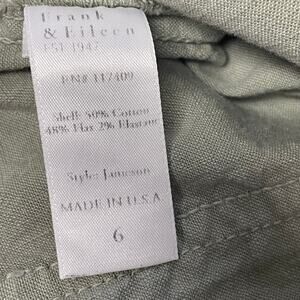 Frank
& Eileen
EST 1947
RN# 117409
Shell: 50% Cotton
48% Flax 2% Elastane
Style: Jameson
MADE IN U.S.A
6